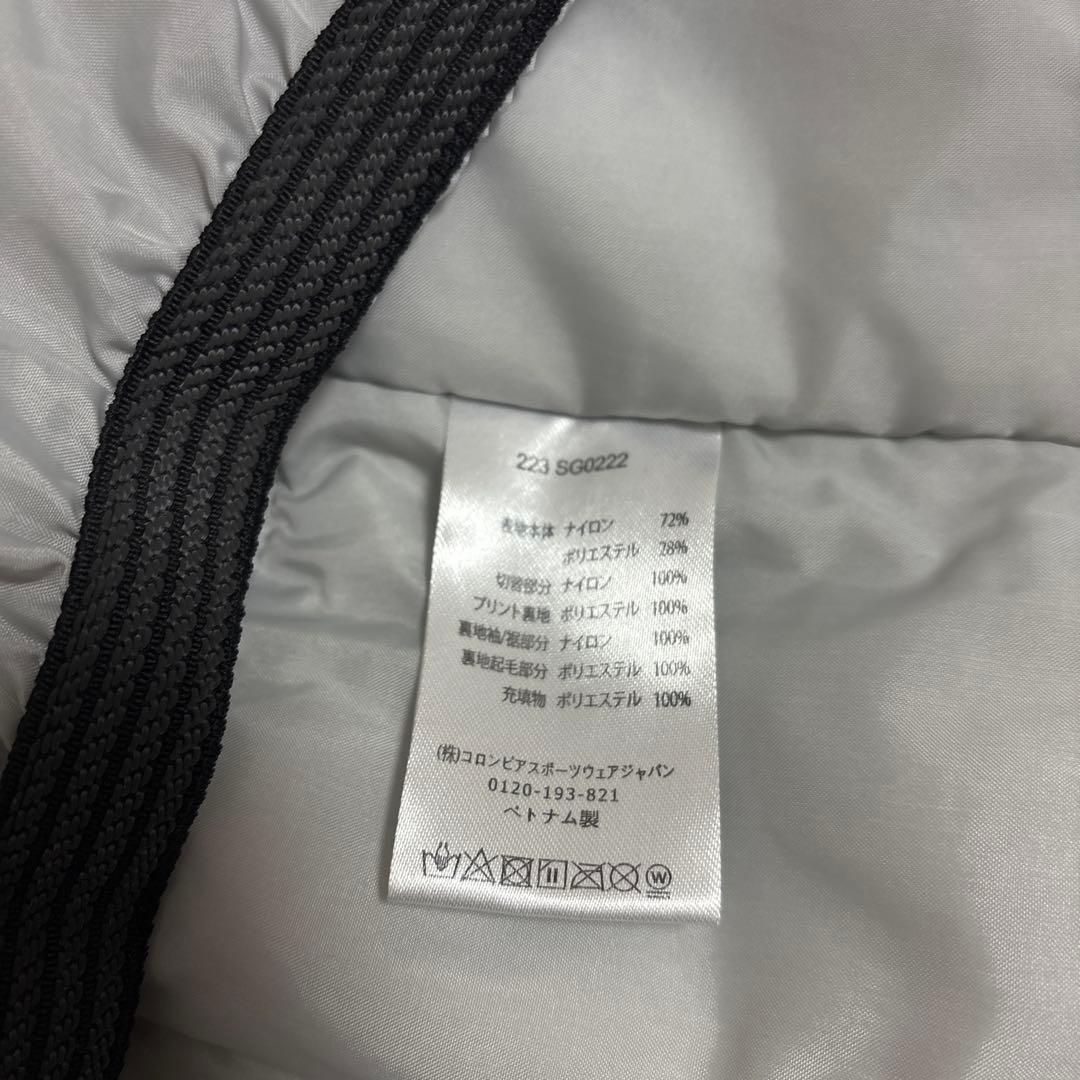 223 SG0222
表地本体 ナイロン 72%
ポリエステル 28%
切替部分 ナイロン 100%
プリント裏地 ポリエステル 100%
裏地袖/裾部分 ナイロン 100%
裏地起毛部分 ポリエステル 100%
充填物 ポリエステル 100%
(株)コロンビアスポーツウェアジャパン
0120-193-821
ベトナム製
W